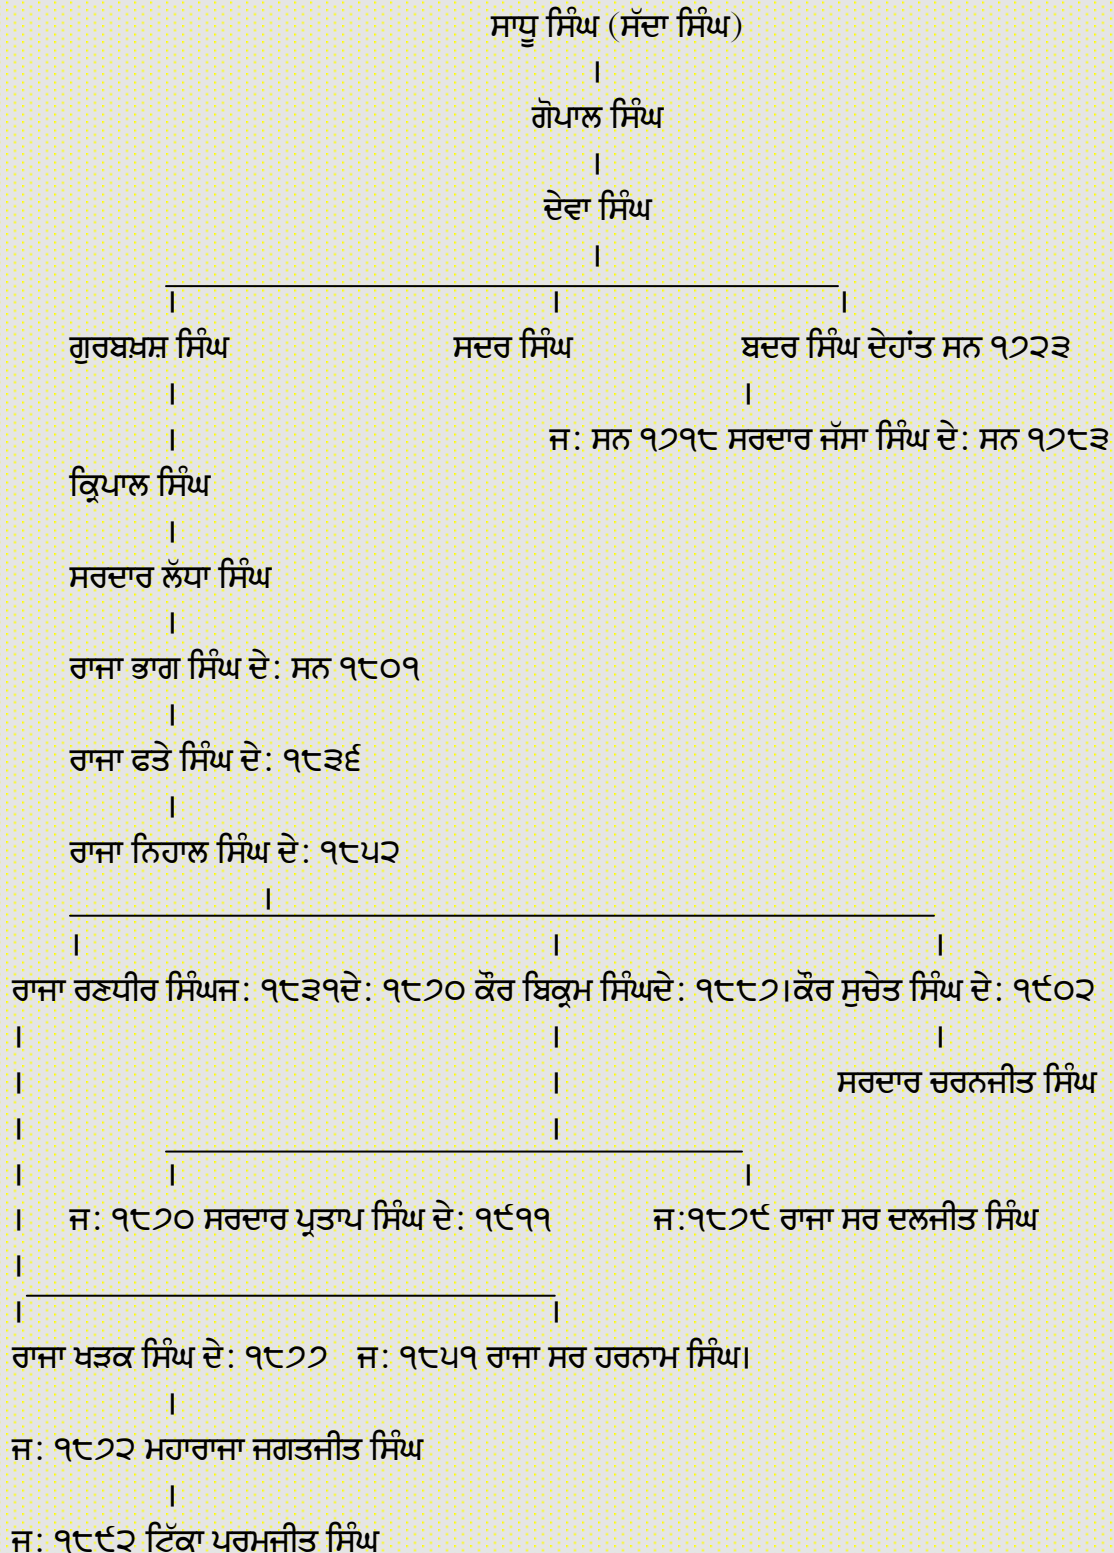 ਸਾਧੂ ਸਿੰਘ (ਸੱਦਾ ਸਿੰਘ)
ਗੋਪਾਲ ਸਿੰਘ
ਦੇਵਾ ਸਿੰਘ
ਗੁਰਬਖ਼ਸ਼ ਸਿੰਘ ਸਦਰ ਸਿੰਘ ਬਦਰ ਸਿੰਘ ਦੇਹਾਂਤ ਸਨ ੧੭੨੩
ਜ: ਸਨ ੧੭੧੮ ਸਰਦਾਰ ਜੱਸਾ ਸਿੰਘ ਦੇ: ਸਨ ੧੭੮੩
ਕ੍ਰਿਪਾਲ ਸਿੰਘ
ਸਰਦਾਰ ਲੱਧਾ ਸਿੰਘ
ਰਾਜਾ ਭਾਗ ਸਿੰਘ ਦੇ: ਸਨ ੧੮੦੧
ਰਾਜਾ ਫਤੇ ਸਿੰਘ ਦੇ: ੧੮੩੬
ਰਾਜਾ ਨਿਹਾਲ ਸਿੰਘ ਦੇ: ੧੮੫੨
ਰਾਜਾ ਰਣਧੀਰ ਸਿੰਘਜ: ੧੮੩੧ਦੇ: ੧੮੭੦ ਕੌਰ ਬਿਕ੍ਰਮ ਸਿੰਘਦੇ: ੧੮੮੭।ਕੌਰ ਸੁਚੇਤ ਸਿੰਘ ਦੇ: ੧੯੦੨
ਸਰਦਾਰ ਚਰਨਜੀਤ ਸਿੰਘ
ਜ: ੧੮੭੦ ਸਰਦਾਰ ਪ੍ਰਤਾਪ ਸਿੰਘ ਦੇ: ੧੯੧੧ ਜ:੧੮੭੯ ਰਾਜਾ ਸਰ ਦਲਜੀਤ ਸਿੰਘ
ਰਾਜਾ ਖੜਕ ਸਿੰਘ ਦੇ: ੧੮੭੭ ਜ: ੧੮੫੧ ਰਾਜਾ ਸਰ ਹਰਨਾਮ ਸਿੰਘ।
ਜ: ੧੮੭੨ ਮਹਾਰਾਜਾ ਜਗਤਜੀਤ ਸਿੰਘ
ਜ: ੧੮੯੨ ਟਿੱਕਾ ਪਰਮਜੀਤ ਸਿੰਘ